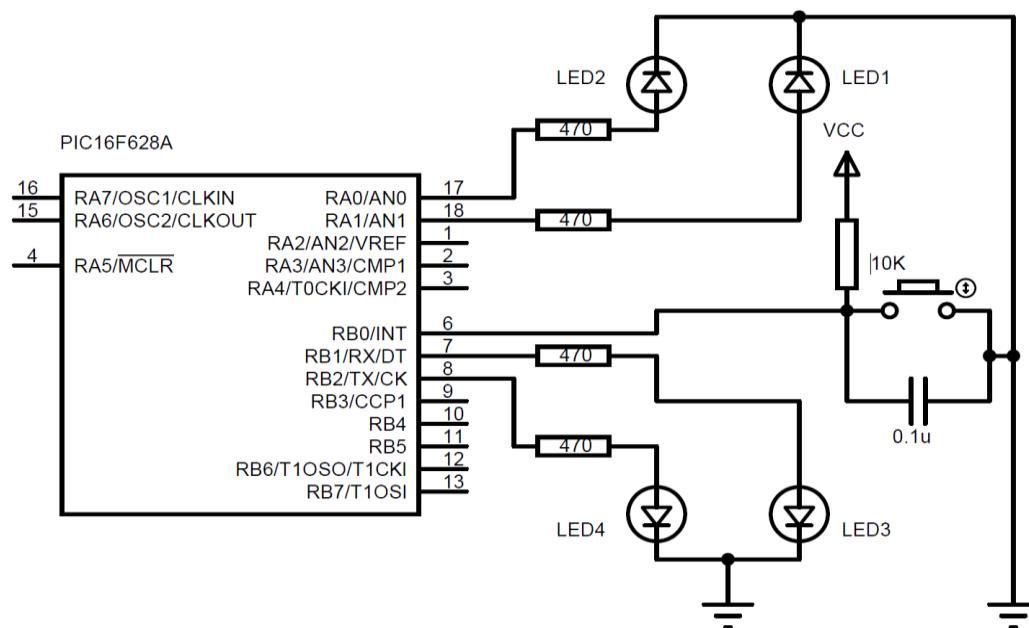 LED2
LED1
470
VCC
PIC16F628A
16
RA7/OSC1/CLKIN
RA0/AN0
17
15
RA6/OSC2/CLKOUT
RA1/AN1
18
470
RA2/AN2/VREF
1
4
RA5/MCLR
RA3/AN3/CMP1
2
10K
RA4/T0CKI/CMP2
3
RB0/INT
6
RB1/RX/DT
7
470
RB2/TX/CK
8
RB3/CCP1
9
RB4
10
0.1u
RB5
11
470
RB6/T1OSO/T1CKI
12
RB7/T1OSI
13
LED4
LED3